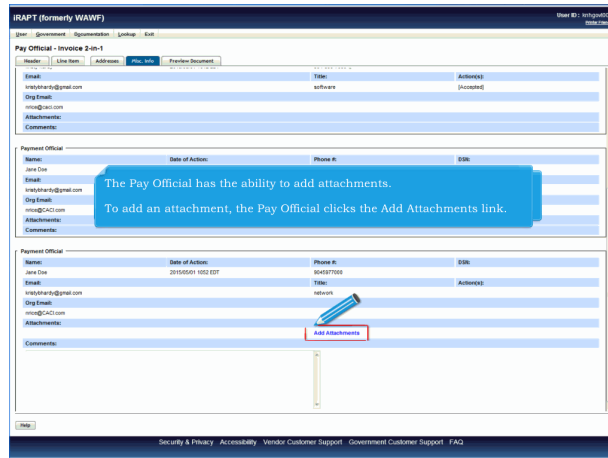 iRAPT (formerly WAWF)
User ID :
Printer Frien
User Government Documentation Lookup Exit
Pay Official - Invoice 2-in-1
Header Line Item Addresses Misc. Info Preview Document
Email: Title: Action(s):
kristybhardy@gmail.com software [Accepted]
Org Email:
nrice@caci.com
Attachments:
Comments:
Payment Official
Name: Date of Action: Phone #: DSN:
Jane Doe
Email:
kristybhardy@gmail.com
Org Email:
nrice@CACI.com
Attachments:
Comments:
The Pay Official has the ability to add attachments.
To add an attachment, the Pay Official clicks the Add Attachments link.
Payment Official
Name: Date of Action: Phone #: DSN:
Jane Doe 2015/05/01 1052 EDT 9045977000
Email: Title: Action(s):
kristybhardy@gmail.com network
Org Email:
nrice@CACI.com
Attachments:
Add Attachments
Comments:
Help
Security & Privacy Accessibility Vendor Customer Support Government Customer Support FAQ